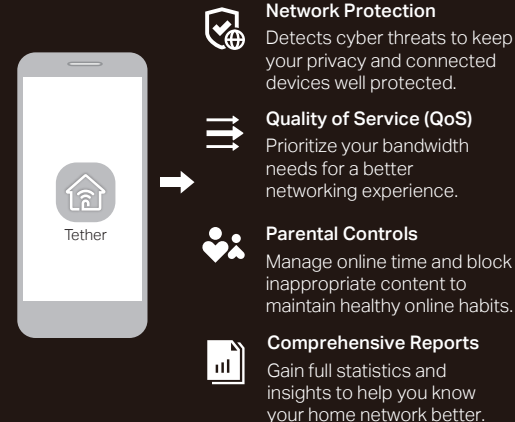 Tether
Network Protection
Detects cyber threats to keep
your privacy and connected
devices well protected.
Quality of Service (QoS)
Prioritize your bandwidth
needs for a better
networking experience.
Parental Controls
Manage online time and block
inappropriate content to
maintain healthy online habits.
Comprehensive Reports
Gain full statistics and
insights to help you know
your home network better.